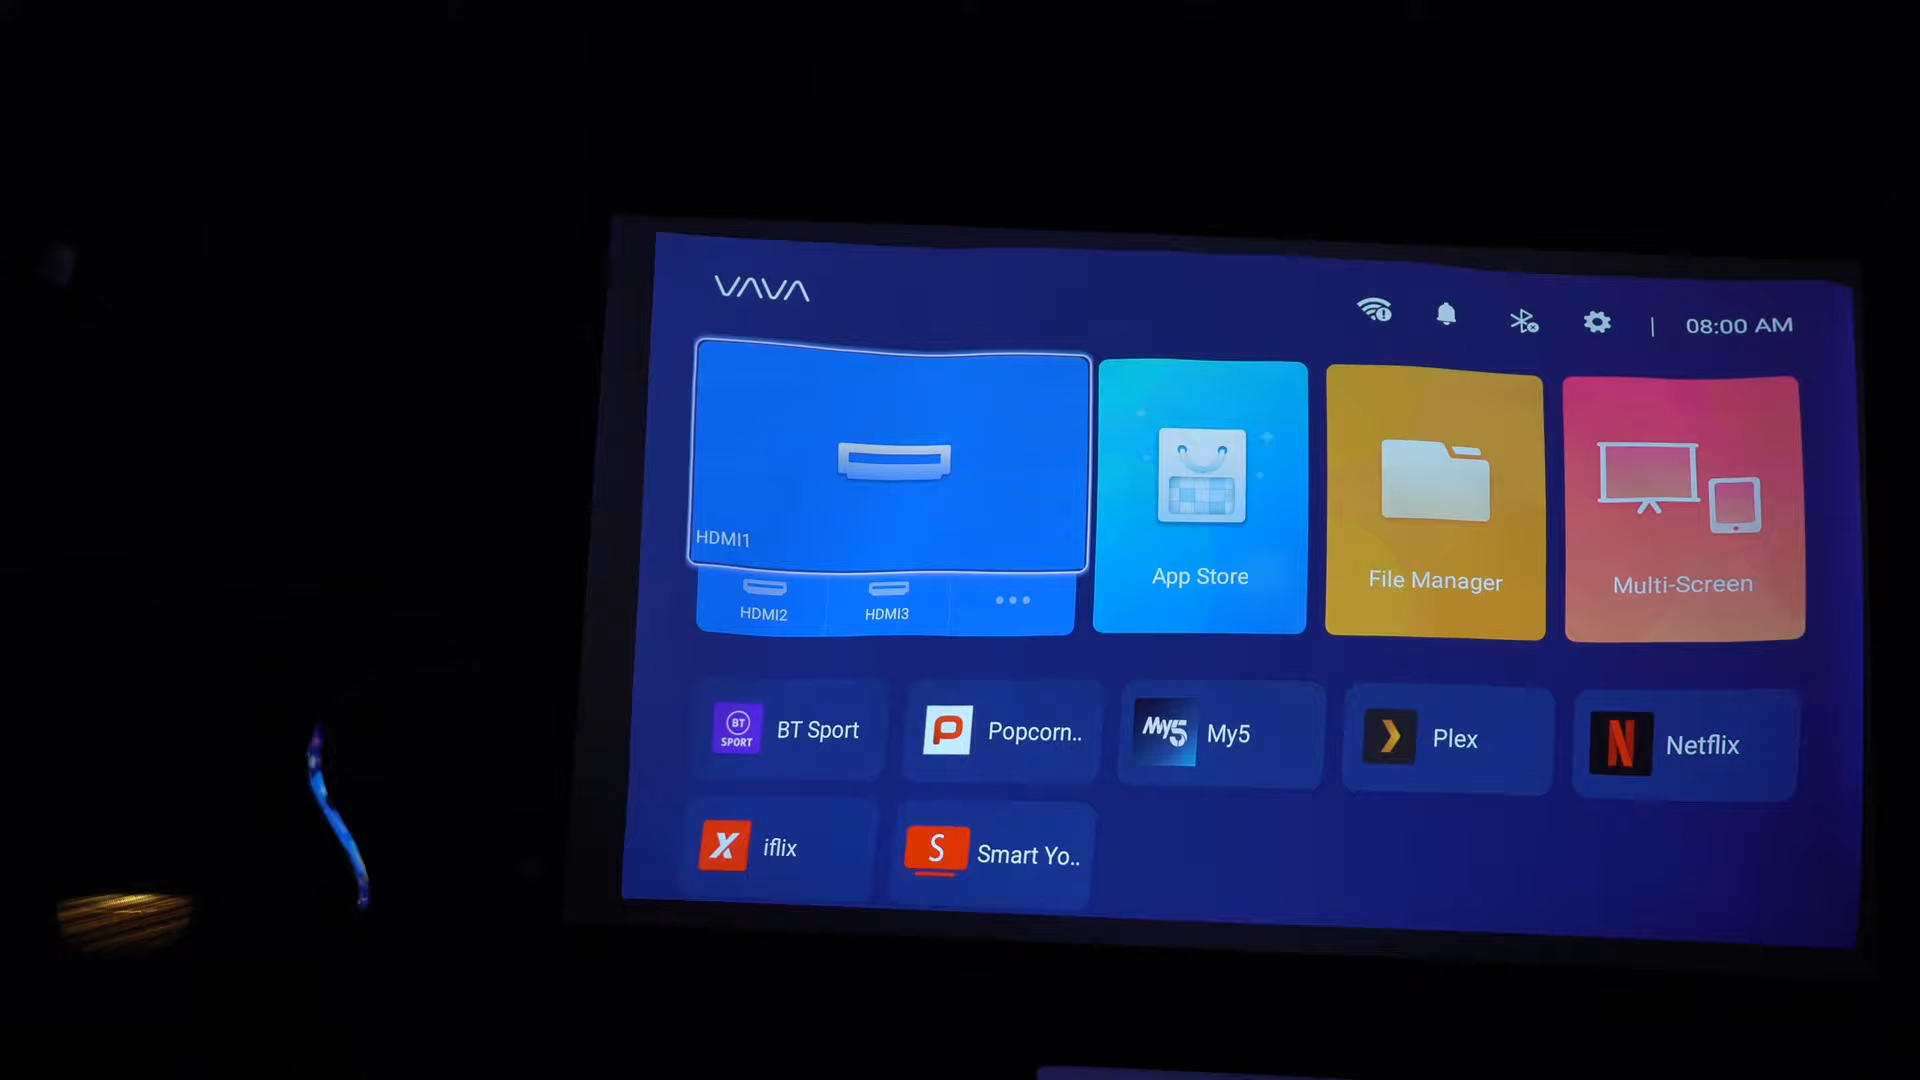 VAVA
08:00 AM
HDMI1
HDMI2
HDMI3
App Store
File Manager
Multi-Screen
BT
SPORT
BT Sport
P
Popcorn..
My5
My5
Plex
N
Netflix
X
iflix
S
Smart Yo..